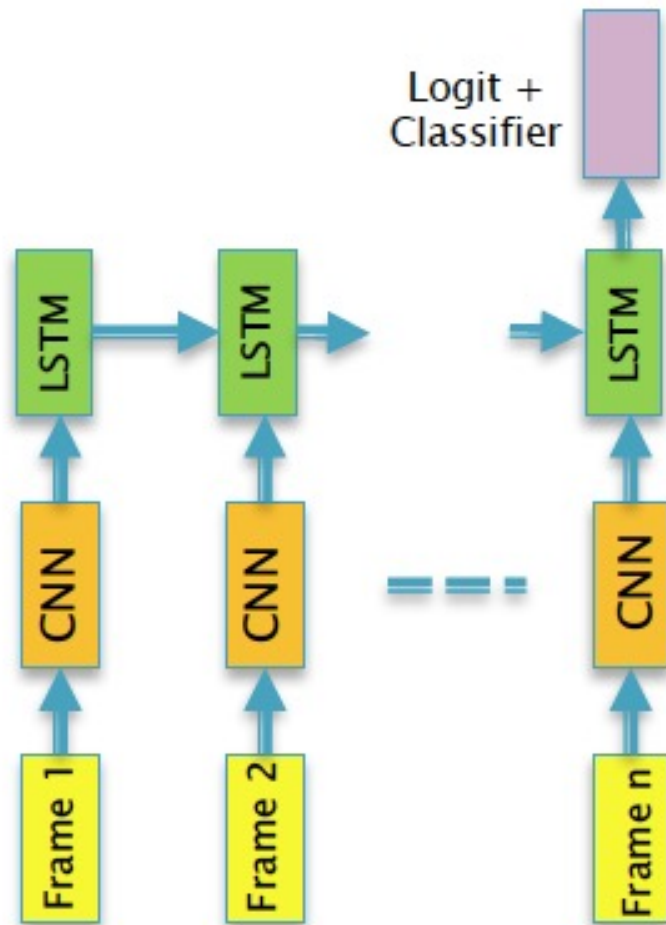 Logit +
Classifier
LSTM
LSTM
LSTM
CNN
CNN
CNN
Frame 1
Frame 2
Frame n